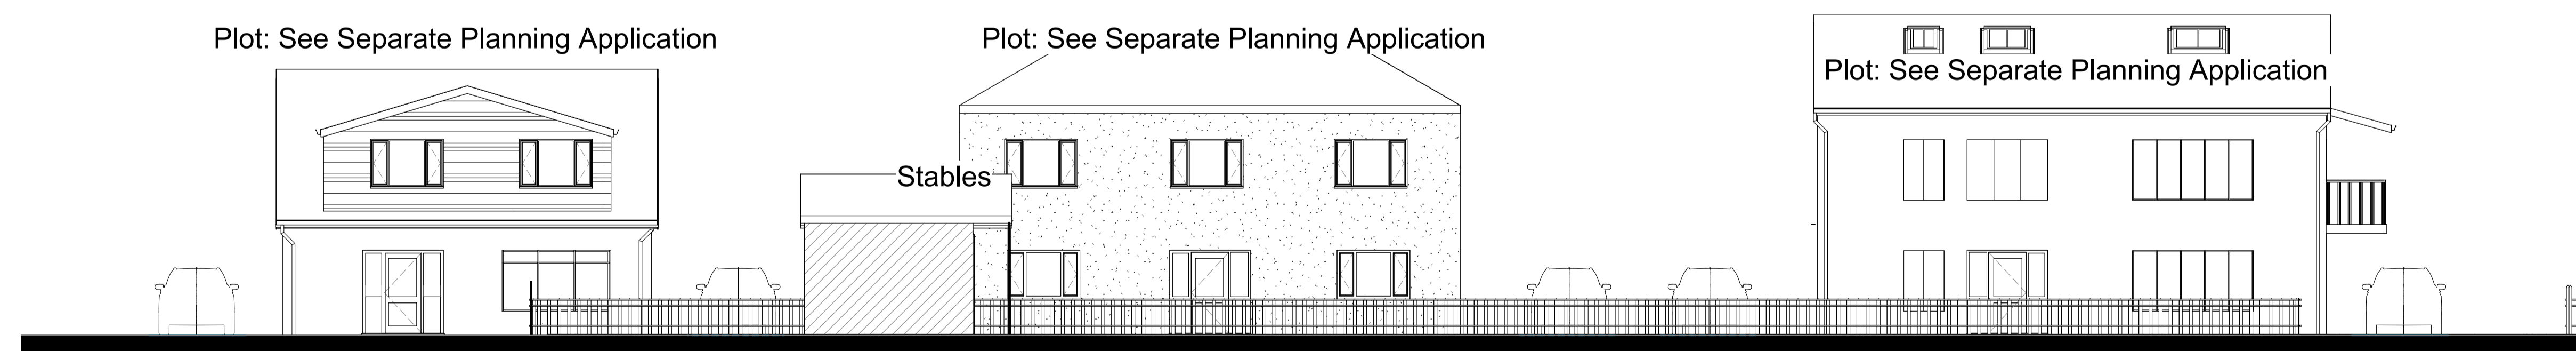 Plot: See Separate Planning Application
Plot: See Separate Planning Application
Plot: See Separate Planning Application
Stables